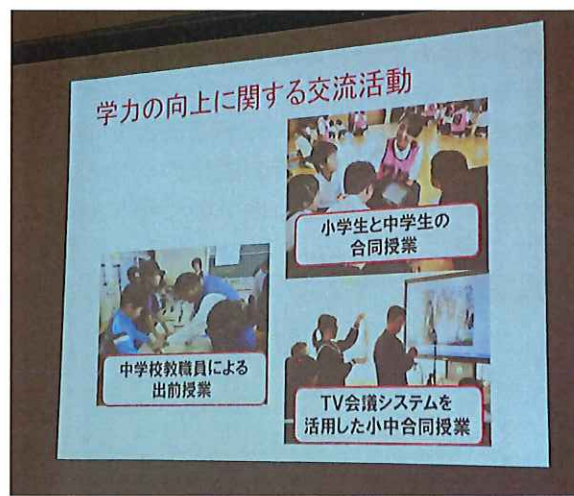 学力の向上に関する交流活動
小学生と中学生の
合同授業
中学校教職員による
出前授業
TV会議システムを
活用した小中合同授業